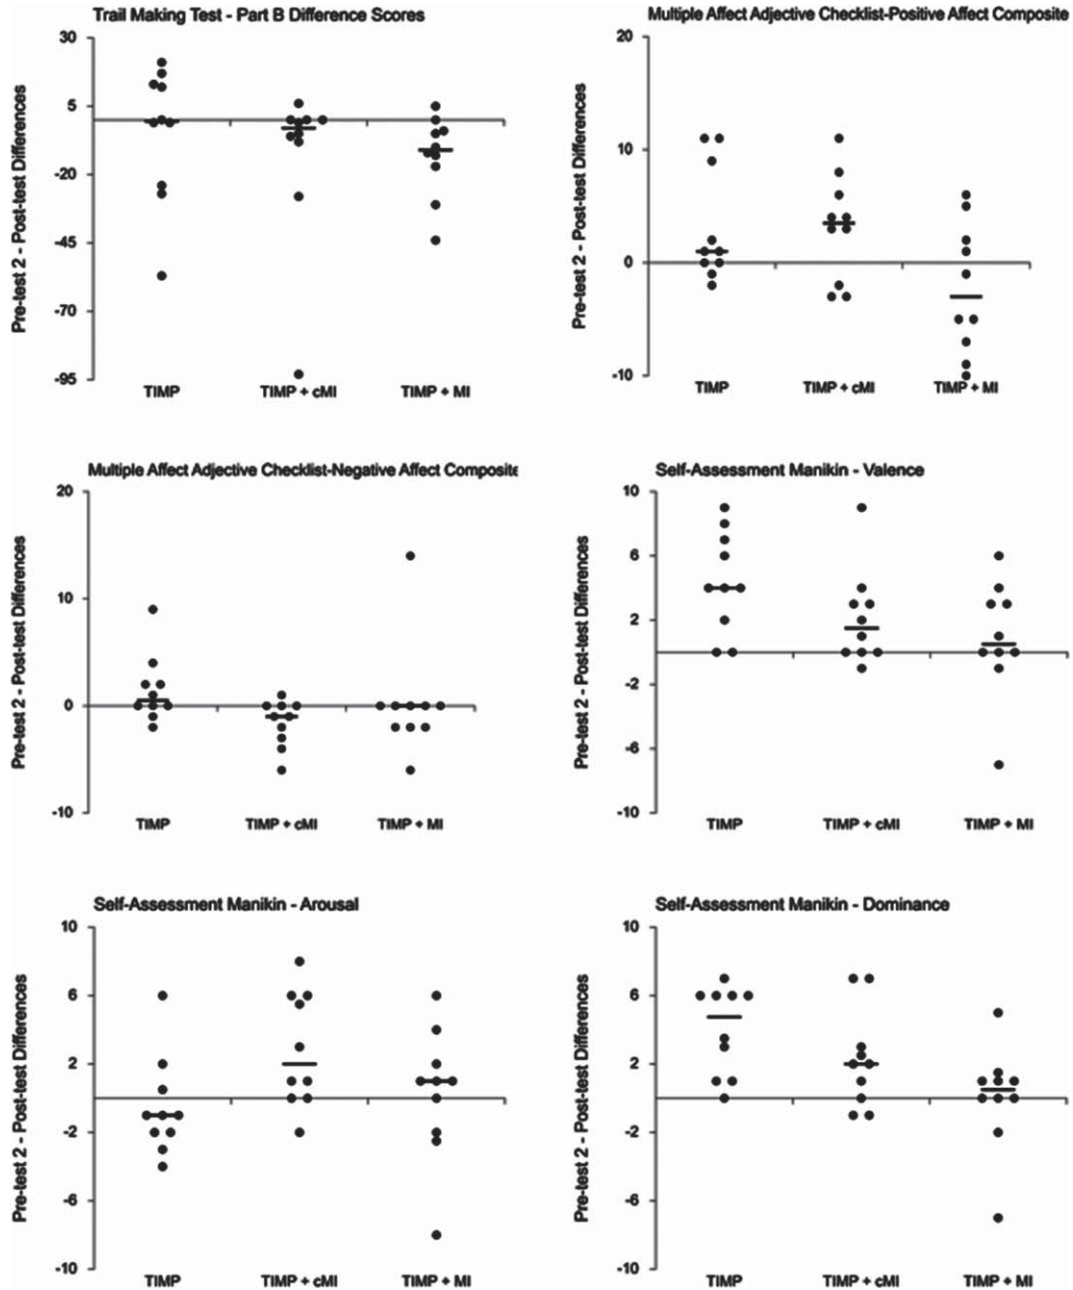 Trail Making Test - Part B Difference Scores
Pre-test 2 - Post-test Differences
30
5
-20
-45
-70
-95
TIMP
TIMP + cMI
TIMP + MI
Multiple Affect Adjective Checklist-Positive Affect Composite
Pre-test 2 - Post-test Differences
20
10
0
-10
TIMP
TIMP + cMI
TIMP + MI
Multiple Affect Adjective Checklist-Negative Affect Composite
Pre-test 2 - Post-test Differences
20
10
0
-10
TIMP
TIMP + cMI
TIMP + MI
Self-Assessment Manikin - Valence
Pre-test 2 - Post-test Differences
10
6
2
-2
-6
-10
TIMP
TIMP + cMI
TIMP + MI
Self-Assessment Manikin - Arousal
Pre-test 2 - Post-test Differences
10
6
2
-2
-6
-10
TIMP
TIMP + cMI
TIMP + MI
Self-Assessment Manikin - Dominance
Pre-test 2 - Post-test Differences
10
6
2
-2
-6
-10
TIMP
TIMP + cMI
TIMP + MI